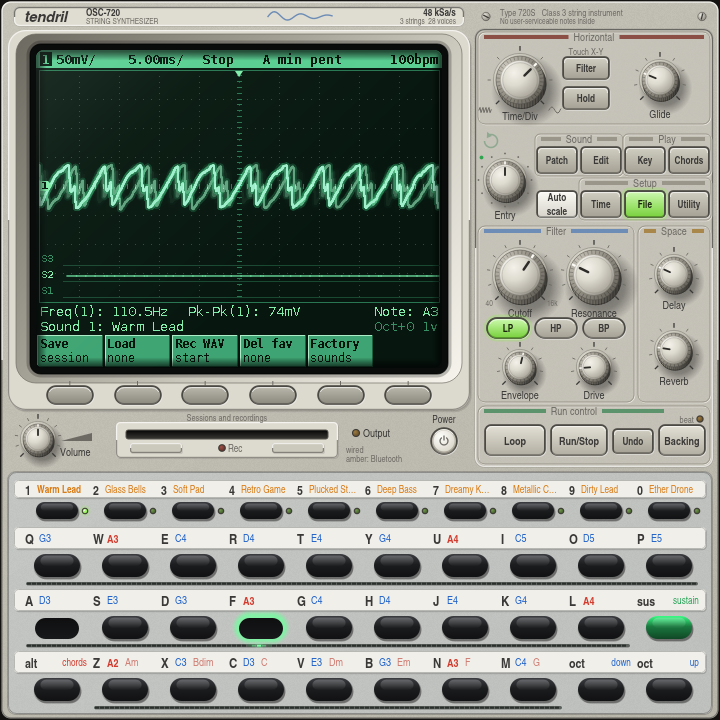 tendril OSC-720 STRING SYNTHESIZER 48 kSa/s 3 strings 28 voices
Type 720S Class 3 string instrument
No user-serviceable notes inside
1 50mV/ 5.00ms/ Stop A min pent 100bpm
1
S3
S2
S1
Freq(1): 110.5Hz Pk-Pk(1): 74mV Note: A3
Sound 1: Warm Lead Oct+0 1v
Save session
Load none
Rec WAV start
Del fav none
Factory sounds
Horizontal
Touch X-Y
Filter
Hold
Time/Div
Glide
Sound Play
Patch Edit Key Chords
Setup
Entry
Auto scale Time File Utility
Filter Space
40 16k
Cutoff Resonance Delay
LP HP BP
Envelope Drive Reverb
Run control
beat
Loop Run/Stop Undo Backing
Volume
Sessions and recordings
Rec
Output
wired
amber: Bluetooth
Power
1 Warm Lead 2 Glass Bells 3 Soft Pad 4 Retro Game 5 Plucked St... 6 Deep Bass 7 Dreamy K... 8 Metallic C... 9 Dirty Lead 0 Ether Drone
Q G3 W A3 E C4 R D4 T E4 Y G4 U A4 I C5 O D5 P E5
A D3 S E3 D G3 F A3 G C4 H D4 J E4 K G4 L A4 sus sustain
alt chords Z A2 Am X C3 Bdim C D3 C V E3 Dm B G3 Em N A3 F M C4 G oct down oct up